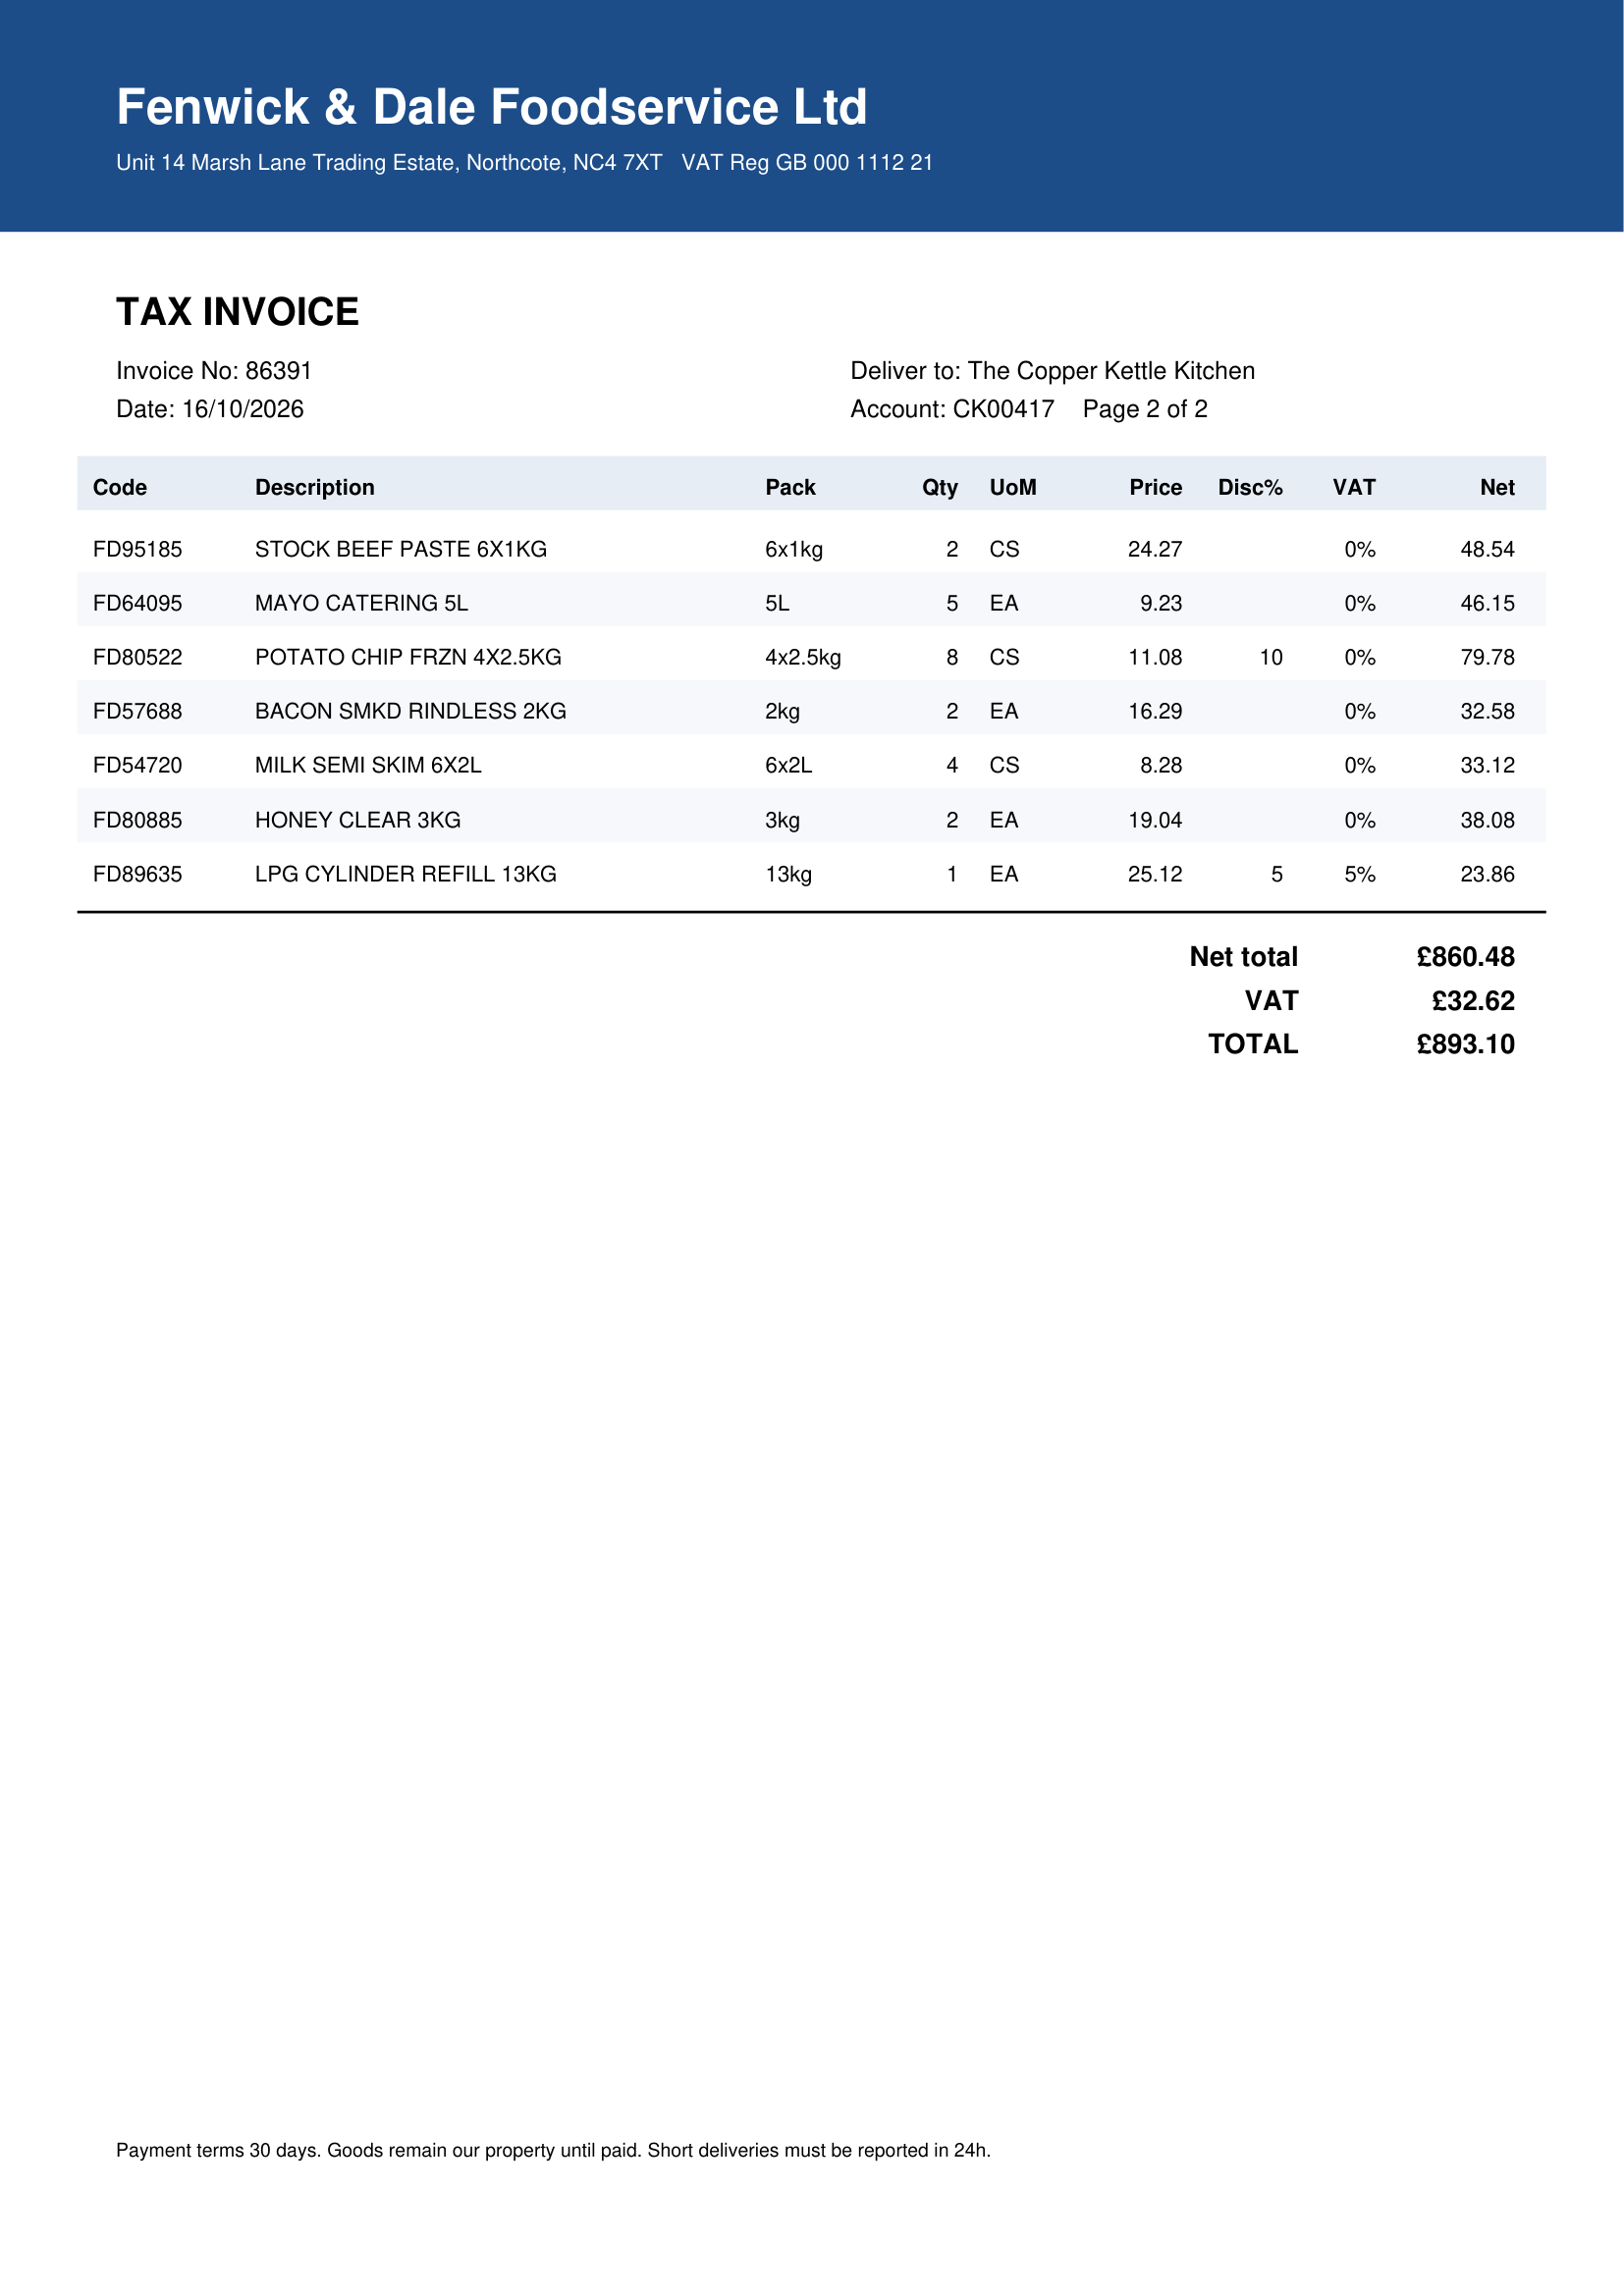 Fenwick & Dale Foodservice Ltd
Unit 14 Marsh Lane Trading Estate, Northcote, NC4 7XT   VAT Reg GB 000 1112 21
TAX INVOICE
Invoice No: 86391   Deliver to: The Copper Kettle Kitchen
Date: 16/10/2026   Account: CK00417   Page 2 of 2
Code   Description   Pack   Qty   UoM   Price   Disc%   VAT   Net
FD95185   STOCK BEEF PASTE 6X1KG   6x1kg   2   CS   24.27   0%   48.54
FD64095   MAYO CATERING 5L   5L   5   EA   9.23   0%   46.15
FD80522   POTATO CHIP FRZN 4X2.5KG   4x2.5kg   8   CS   11.08   10   0%   79.78
FD57688   BACON SMKD RINDLESS 2KG   2kg   2   EA   16.29   0%   32.58
FD54720   MILK SEMI SKIM 6X2L   6x2L   4   CS   8.28   0%   33.12
FD80885   HONEY CLEAR 3KG   3kg   2   EA   19.04   0%   38.08
FD89635   LPG CYLINDER REFILL 13KG   13kg   1   EA   25.12   5   5%   23.86
Net total   £860.48
VAT   £32.62
TOTAL   £893.10
Payment terms 30 days. Goods remain our property until paid. Short deliveries must be reported in 24h.